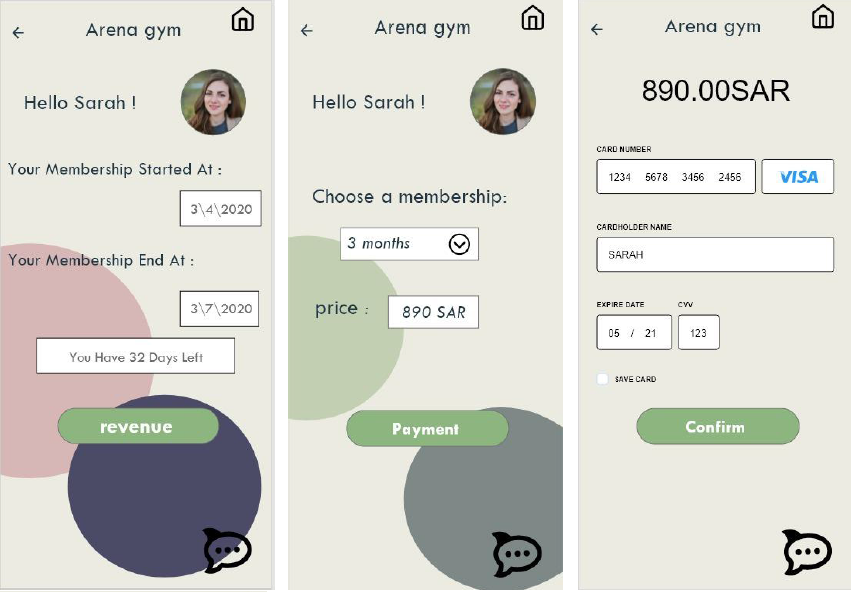 Arena gym
Hello Sarah !
Your Membership Started At :
3\4\2020
Your Membership End At :
3\7\2020
You Have 32 Days Left
revenue
Arena gym
Hello Sarah !
Choose a membership:
3 months
price :
890 SAR
Payment
Arena gym
890.00SAR
CARD NUMBER
1234 5678 3456 2456
VISA
CARDHOLDER NAME
SARAH
EXPIRE DATE CVV
05 / 21 123
SAVE CARD
Confirm